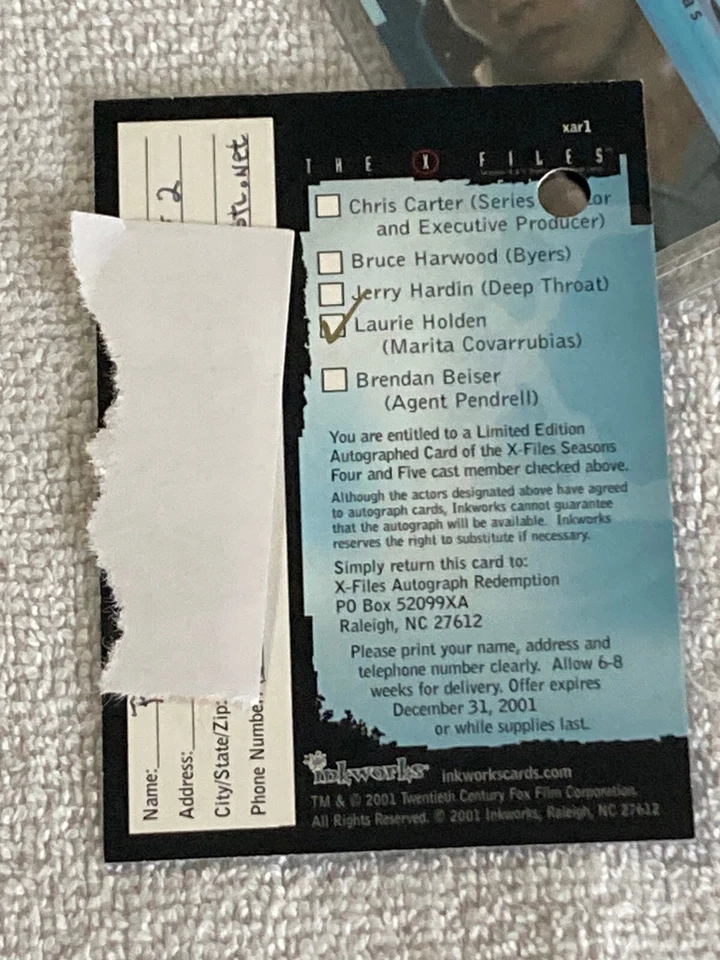 xar1
THE X FILES
Chris Carter (Series
and Executive Producer)
Bruce Harwood (Byers)
Jerry Hardin (Deep Throat)
Laurie Holden
(Marita Covarrubias)
Brendan Beiser
(Agent Pendrell)
You are entitled to a Limited Edition
Autographed Card of the X-Files Seasons
Four and Five cast member checked above.
Although the actors designated above have agreed
to autograph cards, Inkworks cannot guarantee
that the autograph will be available. Inkworks
reserves the right to substitute if necessary.
Simply return this card to:
X-Files Autograph Redemption
PO Box 52099XA
Raleigh, NC 27612
Please print your name, address and
telephone number clearly. Allow 6-8
weeks for delivery. Offer expires
December 31, 2001
or while supplies last.
inkworks inkworkscards.com
TM & © 2001 Twentieth Century Fox Film Corporation.
All Rights Reserved. © 2001 Inkworks, Raleigh, NC 27612
Name:
Address: 2
City/State/Zip:
Phone Number: